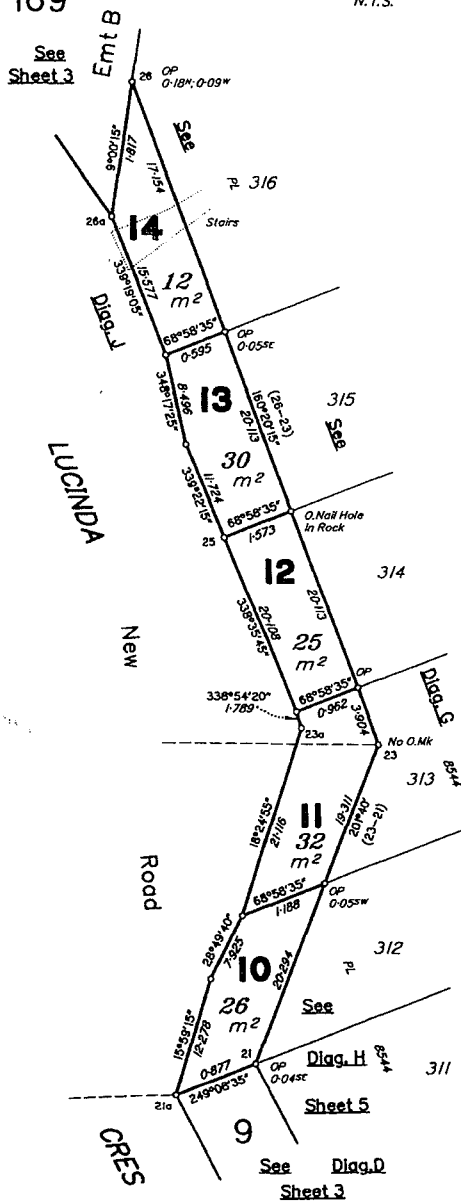 169
N.T.S.
Emt B
See
Sheet 3
26
OP
0·18ᴺ; 0·09ᵂ
See
9°00'15"
1·817
17·154
PL 316
26a
14
Stairs
339°19'05"
15·577
12
m²
Diag. J
68°58'35"
0·595
OP
0·05SE
348°17'25"
8·496
13
160°20'15"
20·113
(26-23)
315
See
30
m²
339°22'15"
11·724
LUCINDA
68°58'35"
1·573
25
O.Nail Hole
In Rock
12
314
338°35'45"
20·108
20·113
New
25
m²
68°58'35"
0·962
OP
338°54'20"
1·789
23a
3·904
Diag. G
No O.Mk
23
313
8544
18°24'55"
21·116
11
32
m²
19·311
201°40'
(23-21)
Road
68°58'35"
1·188
OP
0·05SW
28°49'40"
7·925
10
20·294
312
PL
26
m²
See
15°59'15"
12·278
21
Diag. H
8544
311
0·877
249°06'35"
OP
0·04SE
21a
Sheet 5
9
CRES
See Diag.D
Sheet 3